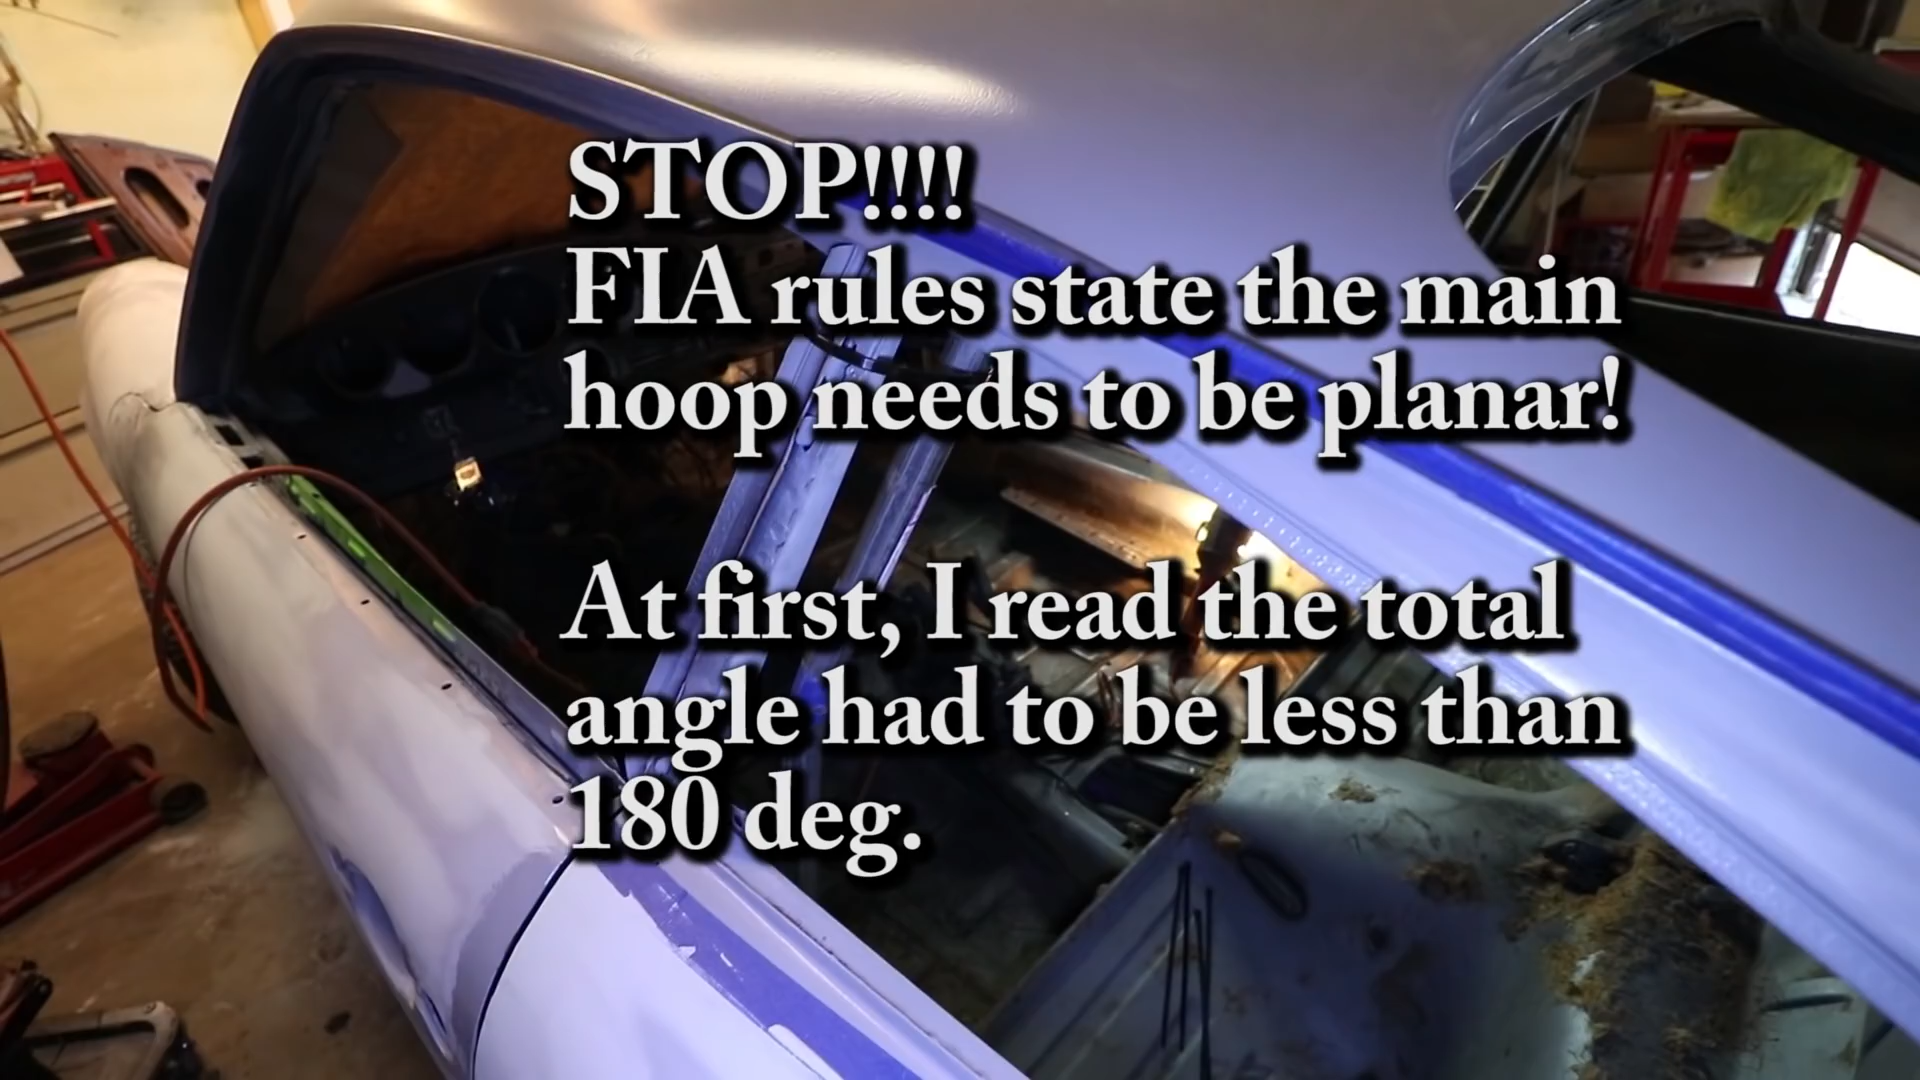 STOP!!!!
FIA rules state the main
hoop needs to be planar!
At first, I read the total
angle had to be less than
180 deg.